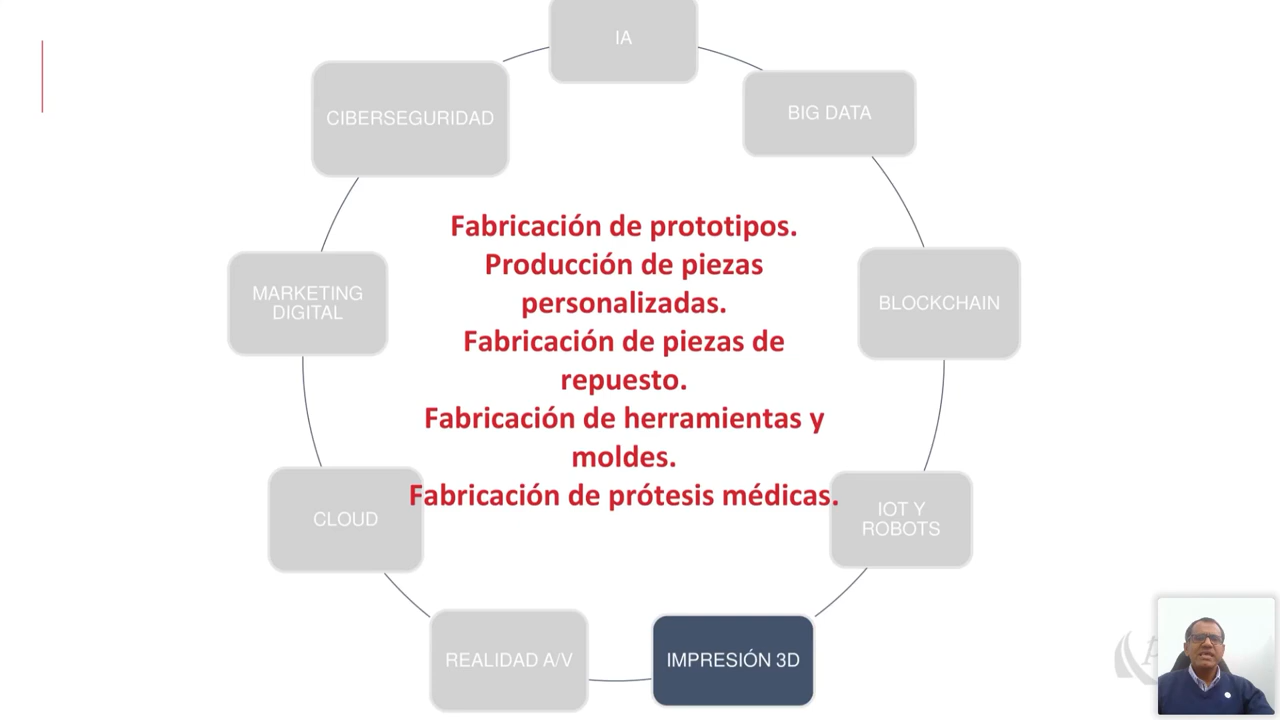 IA
CIBERSEGURIDAD
BIG DATA
Fabricación de prototipos.
Producción de piezas
personalizadas.
Fabricación de piezas de
repuesto.
Fabricación de herramientas y
moldes.
Fabricación de prótesis médicas.
MARKETING
DIGITAL
BLOCKCHAIN
CLOUD
IOT Y
ROBOTS
REALIDAD A/V
IMPRESIÓN 3D